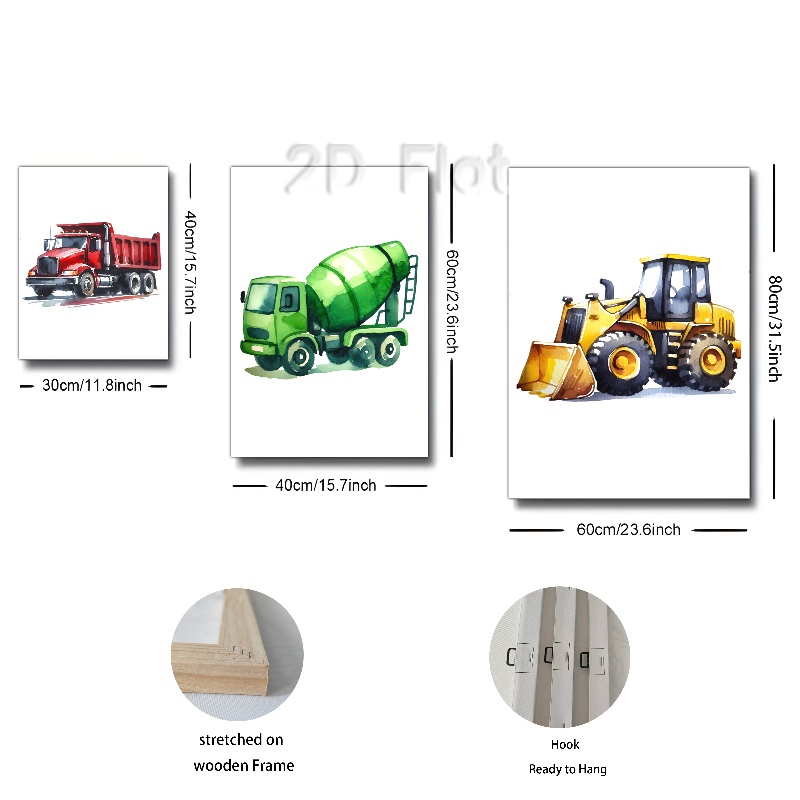 2D Flat
40cm/15.7inch
60cm/23.6inch
80cm/31.5inch
30cm/11.8inch
40cm/15.7inch
60cm/23.6inch
stretched on
wooden Frame
Hook
Ready to Hang